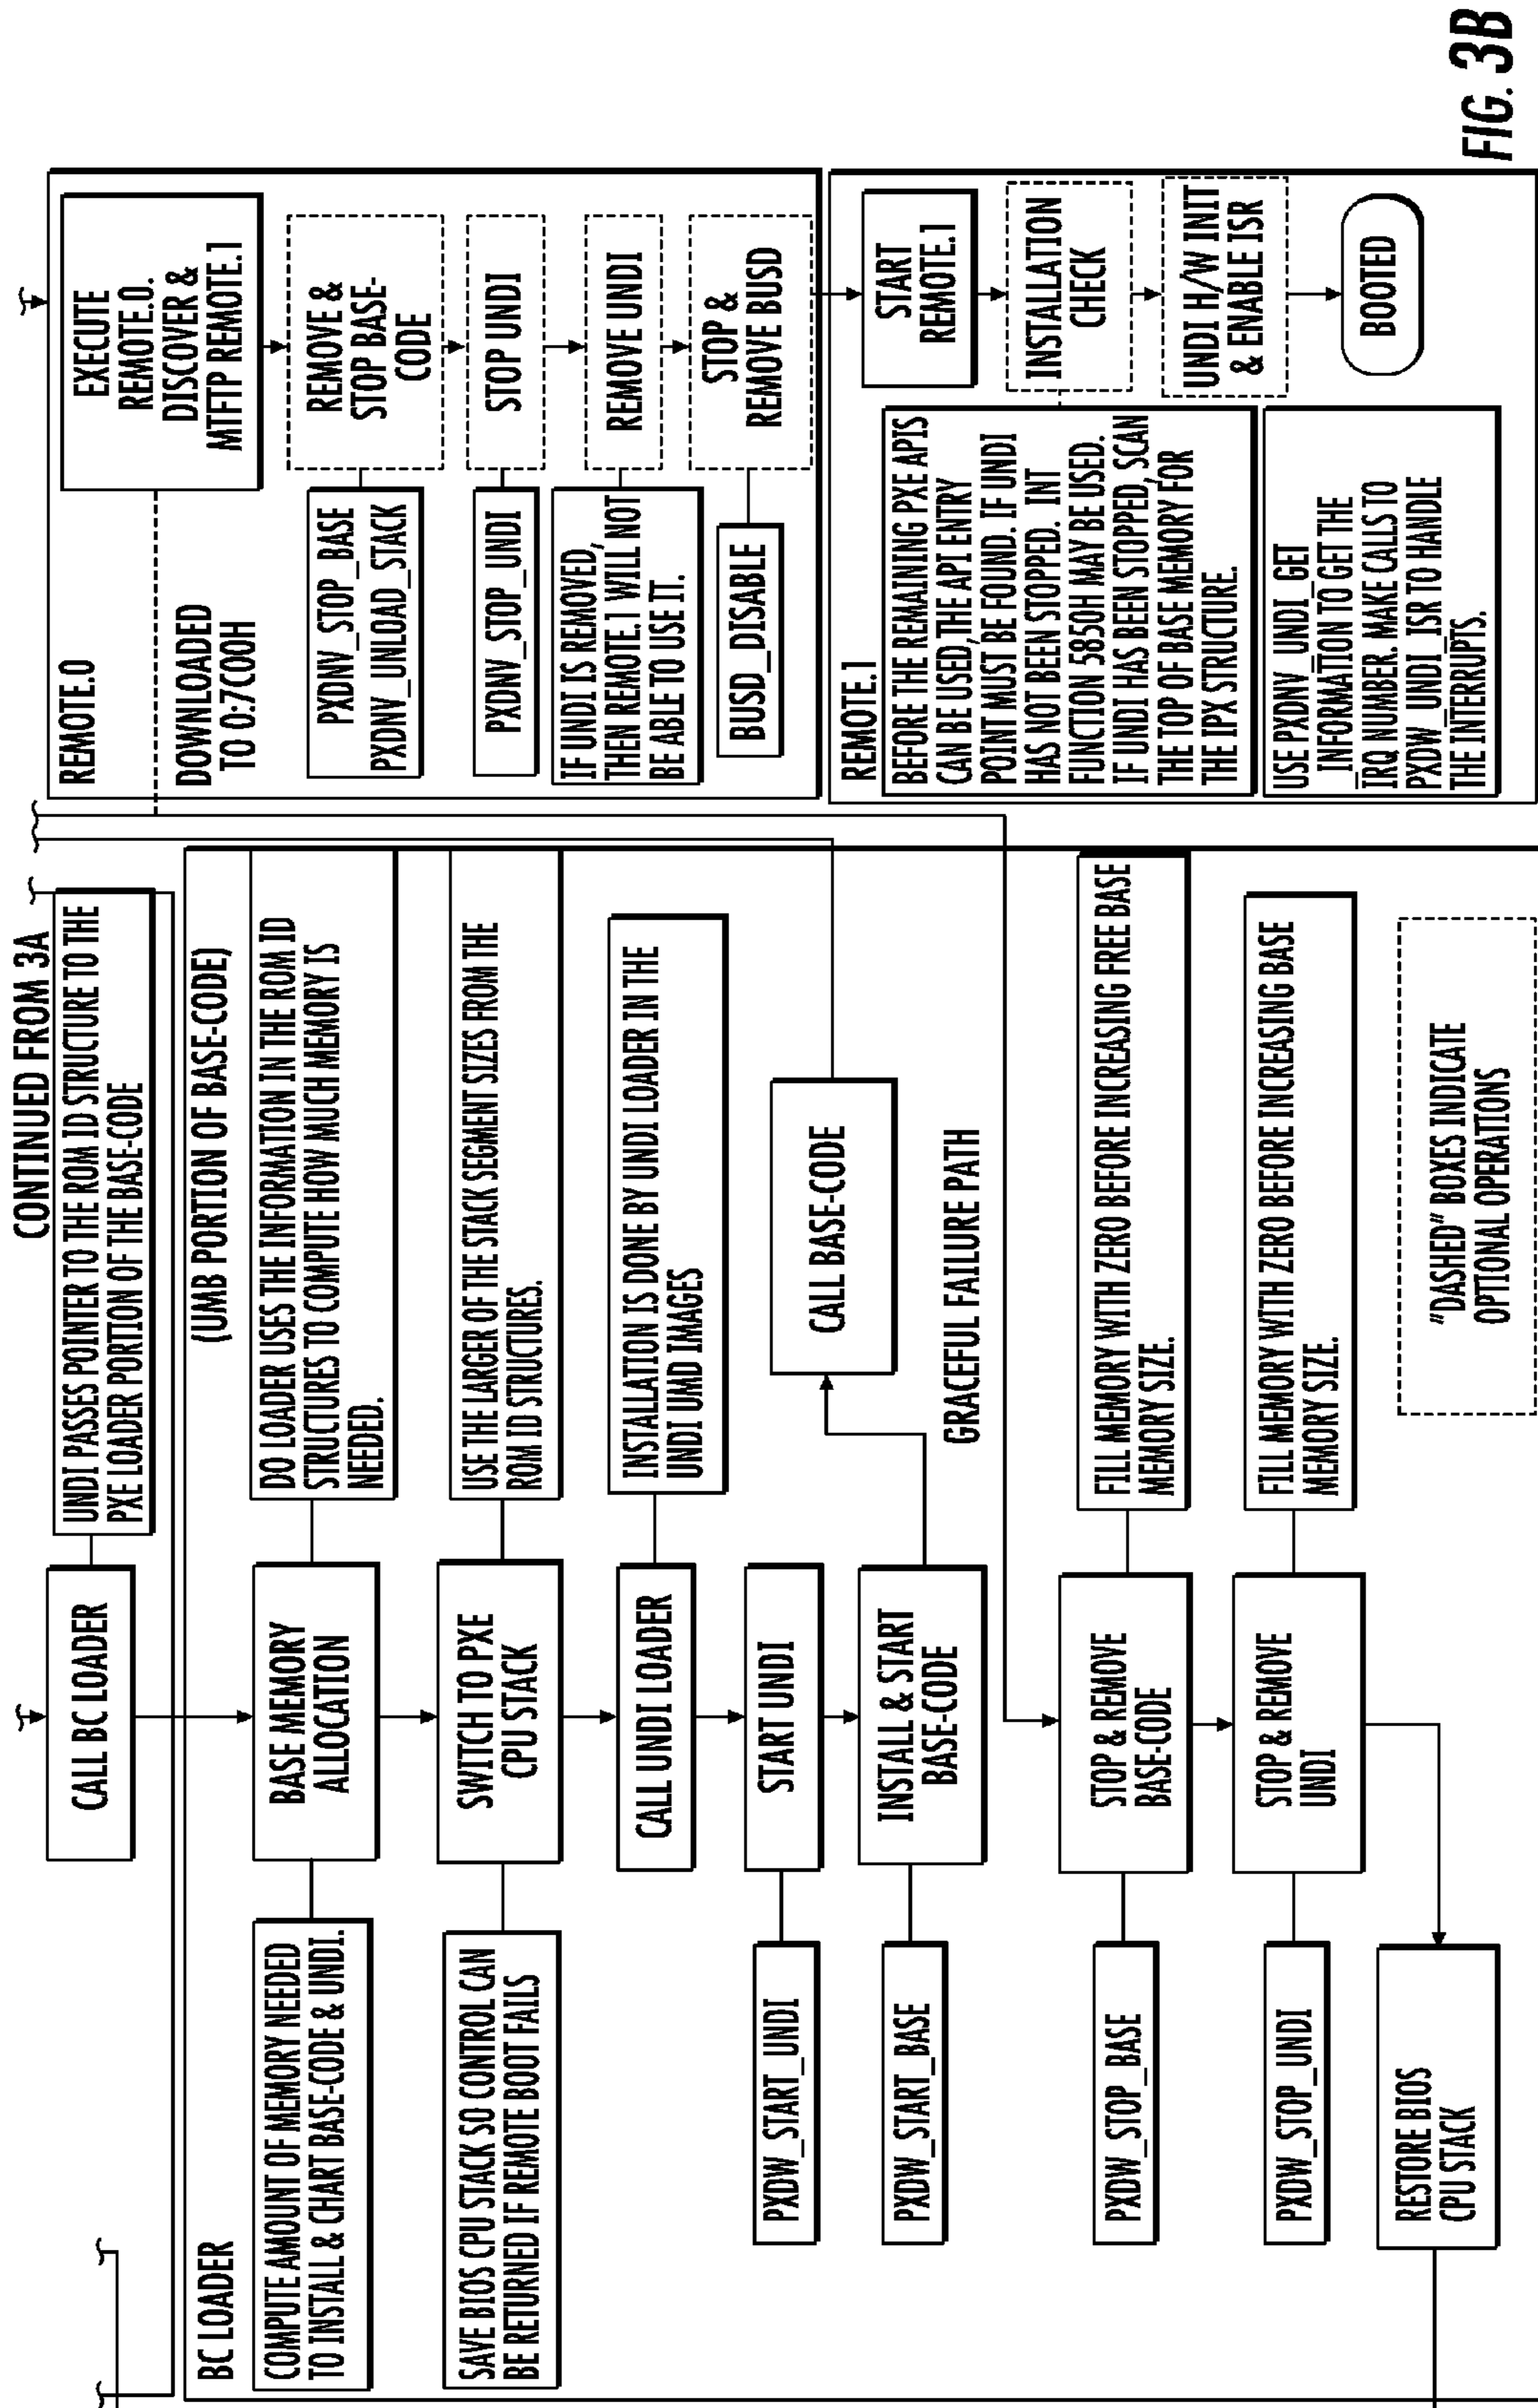 CONTINUED FROM 3A
CALL BC LOADER
UNDI PASSES POINTER TO THE ROM ID STRUCTURE TO THE
PXE LOADER PORTION OF THE BASE-CODE
BC LOADER
(UMB PORTION OF BASE-CODE)
COMPUTE AMOUNT OF MEMORY NEEDED
TO INSTALL & CHART BASE-CODE & UNDI.
BASE MEMORY
ALLOCATION
DO LOADER USES THE INFORMATION IN THE ROM ID
STRUCTURES TO COMPUTE HOW MUCH MEMORY IS
NEEDED.
SAVE BIOS CPU STACK SO CONTROL CAN
BE RETURNED IF REMOTE BOOT FAILS
SWITCH TO PXE
CPU STACK
USE THE LARGER OF THE STACK SEGMENT SIZES FROM THE
ROM ID STRUCTURES.
CALL UNDI LOADER
INSTALLATION IS DONE BY UNDI LOADER IN THE
UNDI UMD IMAGES
PXDW_START_UNDI
START UNDI
PXDW_START_BASE
INSTALL & START
BASE-CODE
CALL BASE-CODE
GRACEFUL FAILURE PATH
PXDW_STOP_BASE
STOP & REMOVE
BASE-CODE
FILL MEMORY WITH ZERO BEFORE INCREASING FREE BASE
MEMORY SIZE.
PXDW_STOP_UNDI
STOP & REMOVE
UNDI
FILL MEMORY WITH ZERO BEFORE INCREASING BASE
MEMORY SIZE.
RESTORE BIOS
CPU STACK
"DASHED" BOXES INDICATE
OPTIONAL OPERATIONS
REMOTE.0
DOWNLOADED
TO 0:7C00H
EXECUTE
REMOTE.0.
DISCOVER &
MTFTP REMOTE.1
PXDNV_STOP_BASE
PXDNV_UNLOAD_STACK
REMOVE &
STOP BASE-
CODE
PXDNV_STOP_UNDI
STOP UNDI
IF UNDI IS REMOVED,
THEN REMOTE.1 WILL NOT
BE ABLE TO USE IT.
REMOVE UNDI
BUSD_DISABLE
STOP &
REMOVE BUSD
REMOTE.1
START
REMOTE.1
BEFORE THE REMAINING PXE APIS
CAN BE USED, THE API ENTRY
POINT MUST BE FOUND. IF UNDI
HAS NOT BEEN STOPPED. INT
FUNCTION 5850H MAY BE USED.
IF UNDI HAS BEEN STOPPED, SCAN
THE TOP OF BASE MEMORY FOR
THE IPX STRUCTURE.
INSTALLATION
CHECK
USE PXDNV_UNDI_GET
_INFORMATION TO GET THE
IRQ NUMBER. MAKE CALLS TO
PXDW_UNDI_ISR TO HANDLE
THE INTERRUPTS.
UNDI H/W INIT
& ENABLE ISR
BOOTED
FIG. 3B